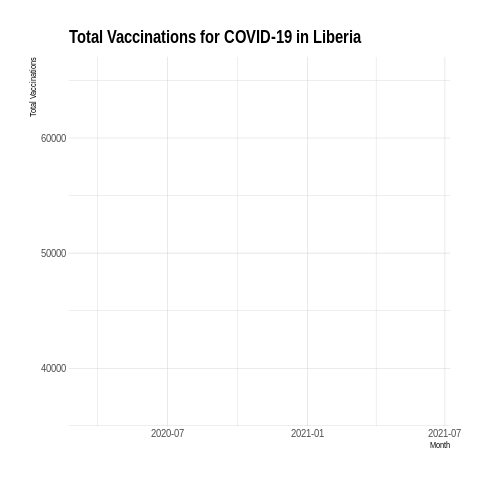 Total Vaccinations for COVID-19 in Liberia
Total Vaccinations
60000
50000
40000
2020-07
2021-01
2021-07
Month